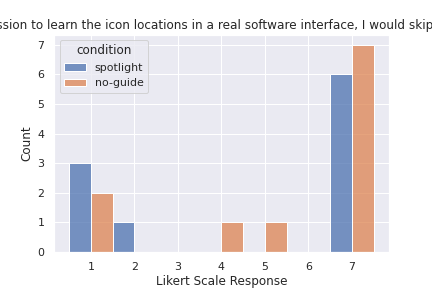 ssion to learn the icon locations in a real software interface, I would skip
condition
spotlight
no-guide
7
6
5
4
3
2
1
0
Count
1 2 3 4 5 6 7
Likert Scale Response